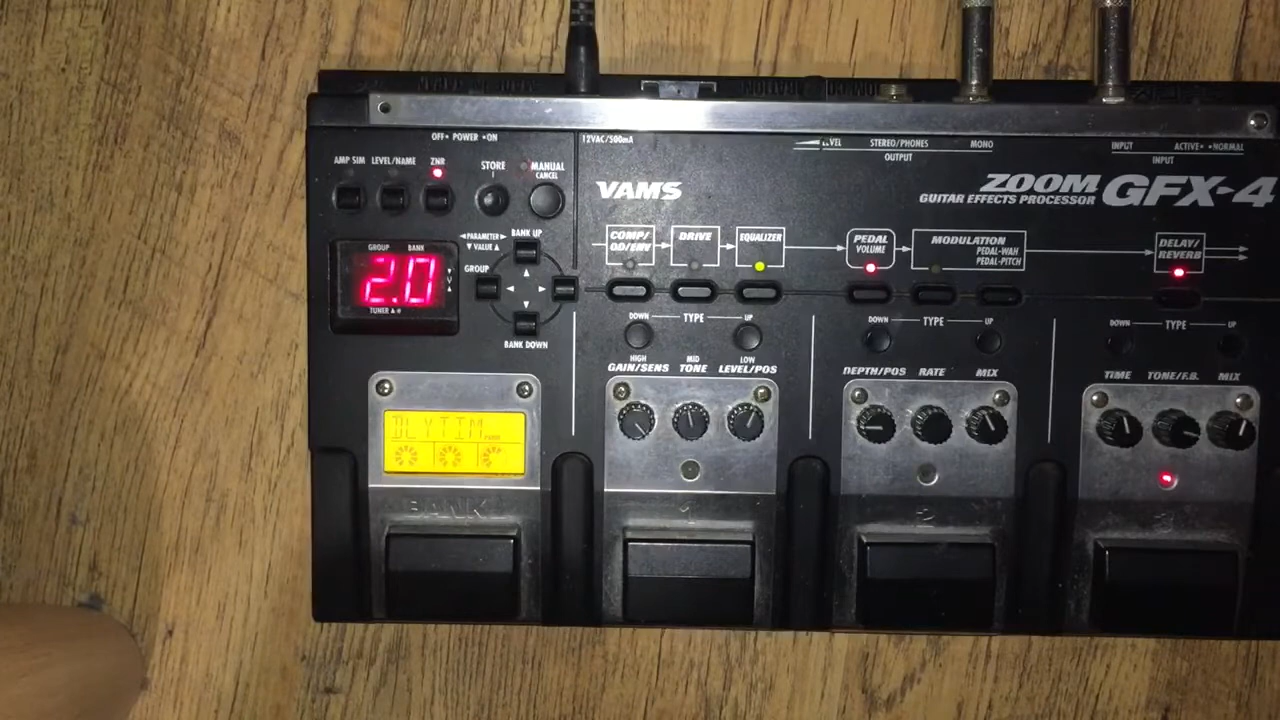 OFF• POWER •ON
12VAC/500mA
STEREO/PHONES
MONO
OUTPUT
INPUT
ACTIVE• •NORMAL
INPUT
AMP SIM
LEVEL/NAME
ZNR
STORE
MANUAL
CANCEL
VAMS
ZOOM GFX-4
GUITAR EFFECTS PROCESSOR
GROUP
BANK
2.0
TUNER
PARAMETER
VALUE
BANK UP
GROUP
BANK DOWN
COMP/
OD/ENV
DRIVE
EQUALIZER
PEDAL
VOLUME
MODULATION
PEDAL-WAH
PEDAL-PITCH
DELAY/
REVERB
DOWN
TYPE
UP
DOWN
TYPE
UP
DOWN
TYPE
UP
HIGH
MID
LOW
GAIN/SENS
TONE
LEVEL/POS
DEPTH/POS
RATE
MIX
TIME
TONE/F.B.
MIX
DLYTIM
BANK
1
2
3